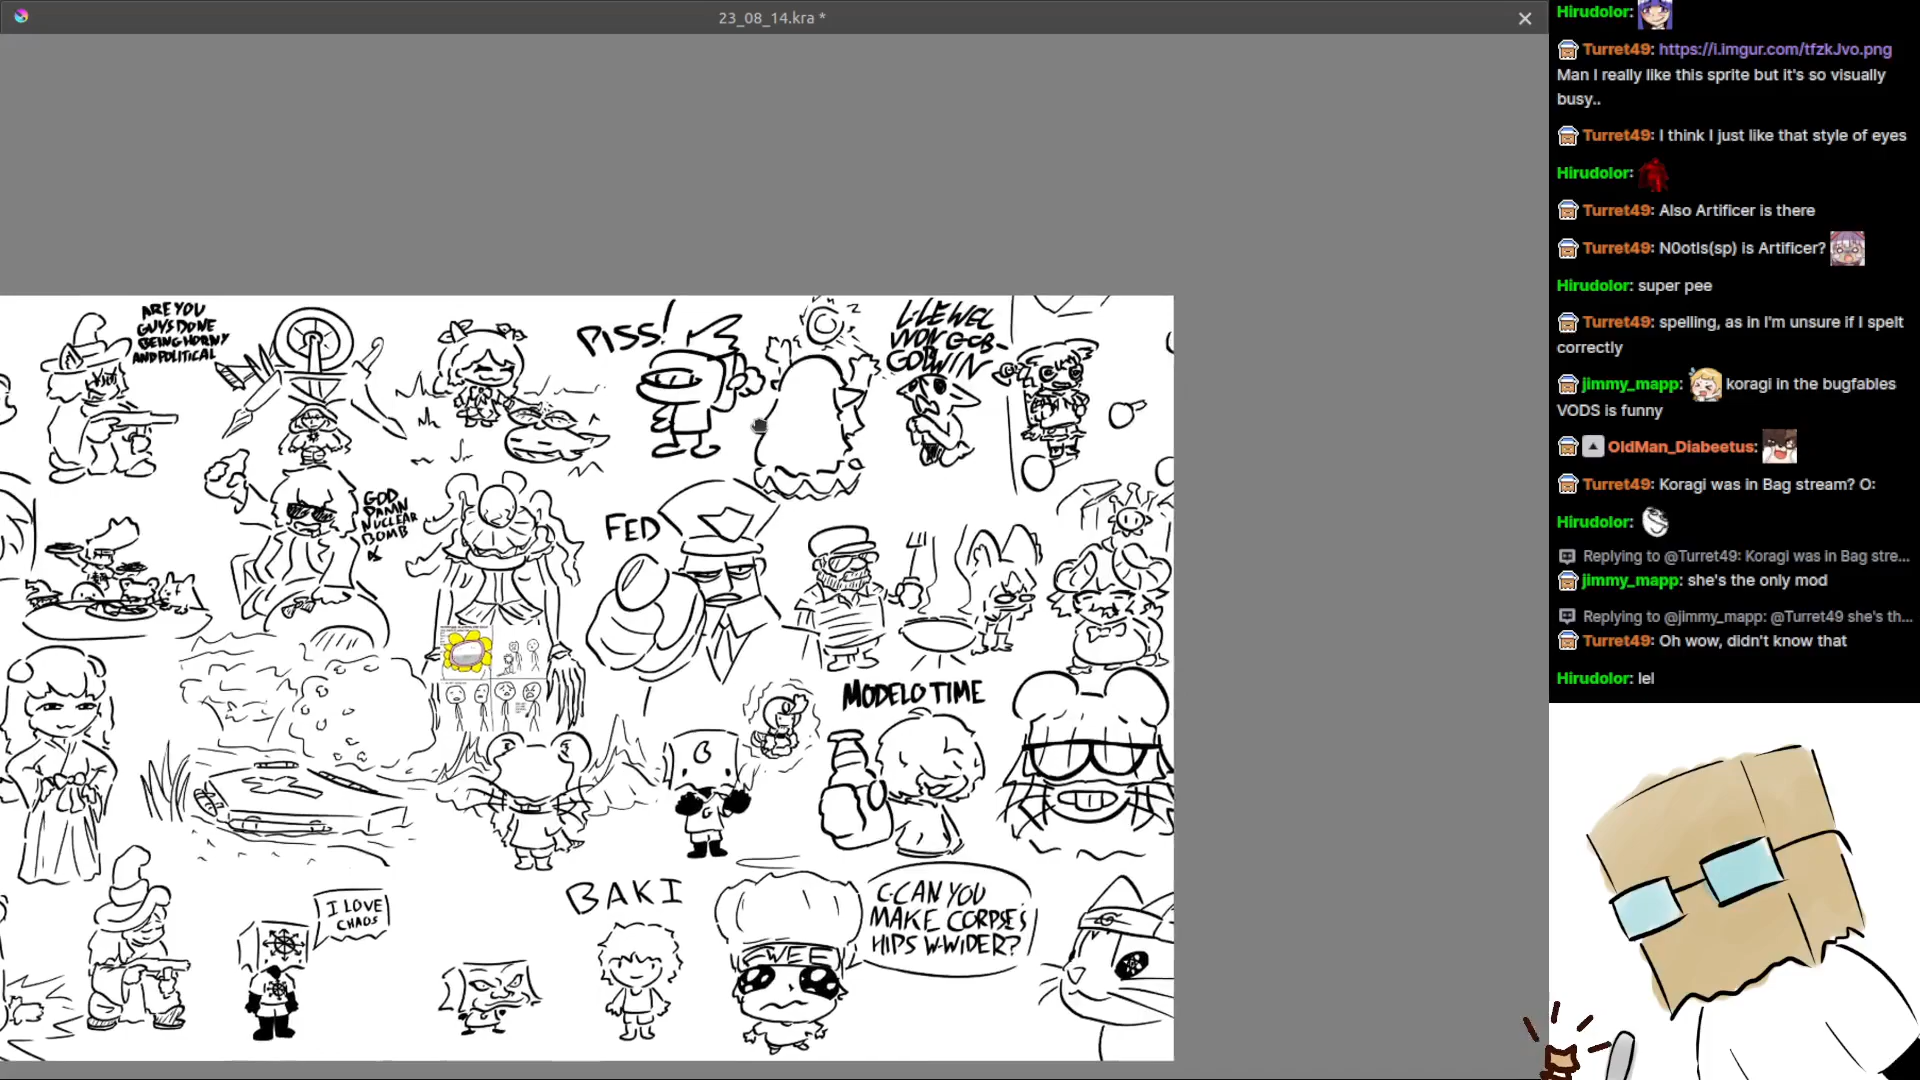 23_08_14.kra *
Hirudolor:
Turret49: https://i.imgur.com/tfzkJvo.png
Man I really like this sprite but it's so visually
busy..
Turret49: I think I just like that style of eyes
Hirudolor:
Turret49: Also Artificer is there
Turret49: N0otls(sp) is Artificer?
Hirudolor: super pee
Turret49: spelling, as in I'm unsure if I spelt
correctly
jimmy_mapp: koragi in the bugfables
VODS is funny
OldMan_Diabeetus:
Turret49: Koragi was in Bag stream? O:
Hirudolor:
Replying to @Turret49: Koragi was in Bag stre...
jimmy_mapp: she's the only mod
Replying to @jimmy_mapp: @Turret49 she's th...
Turret49: Oh wow, didn't know that
Hirudolor: lel
ARE YOU
GUYS DONE
BEING HORNY
AND POLITICAL
PISS!
L-LEWEL
WON GOB-
GOBWIN
GOD
DAMN
NUCLEAR
BOMB
FED
MODELO TIME
I LOVE
CHAOS
BAKI
EWEE
C-CAN YOU
MAKE CORPSES
HIPS W-WIDER?